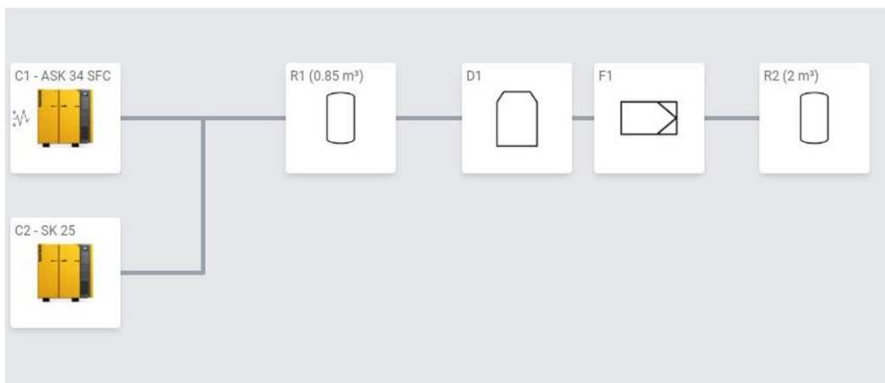 C1 - ASK 34 SFC
R1 (0.85 m³)
D1
F1
R2 (2 m³)
C2 - SK 25